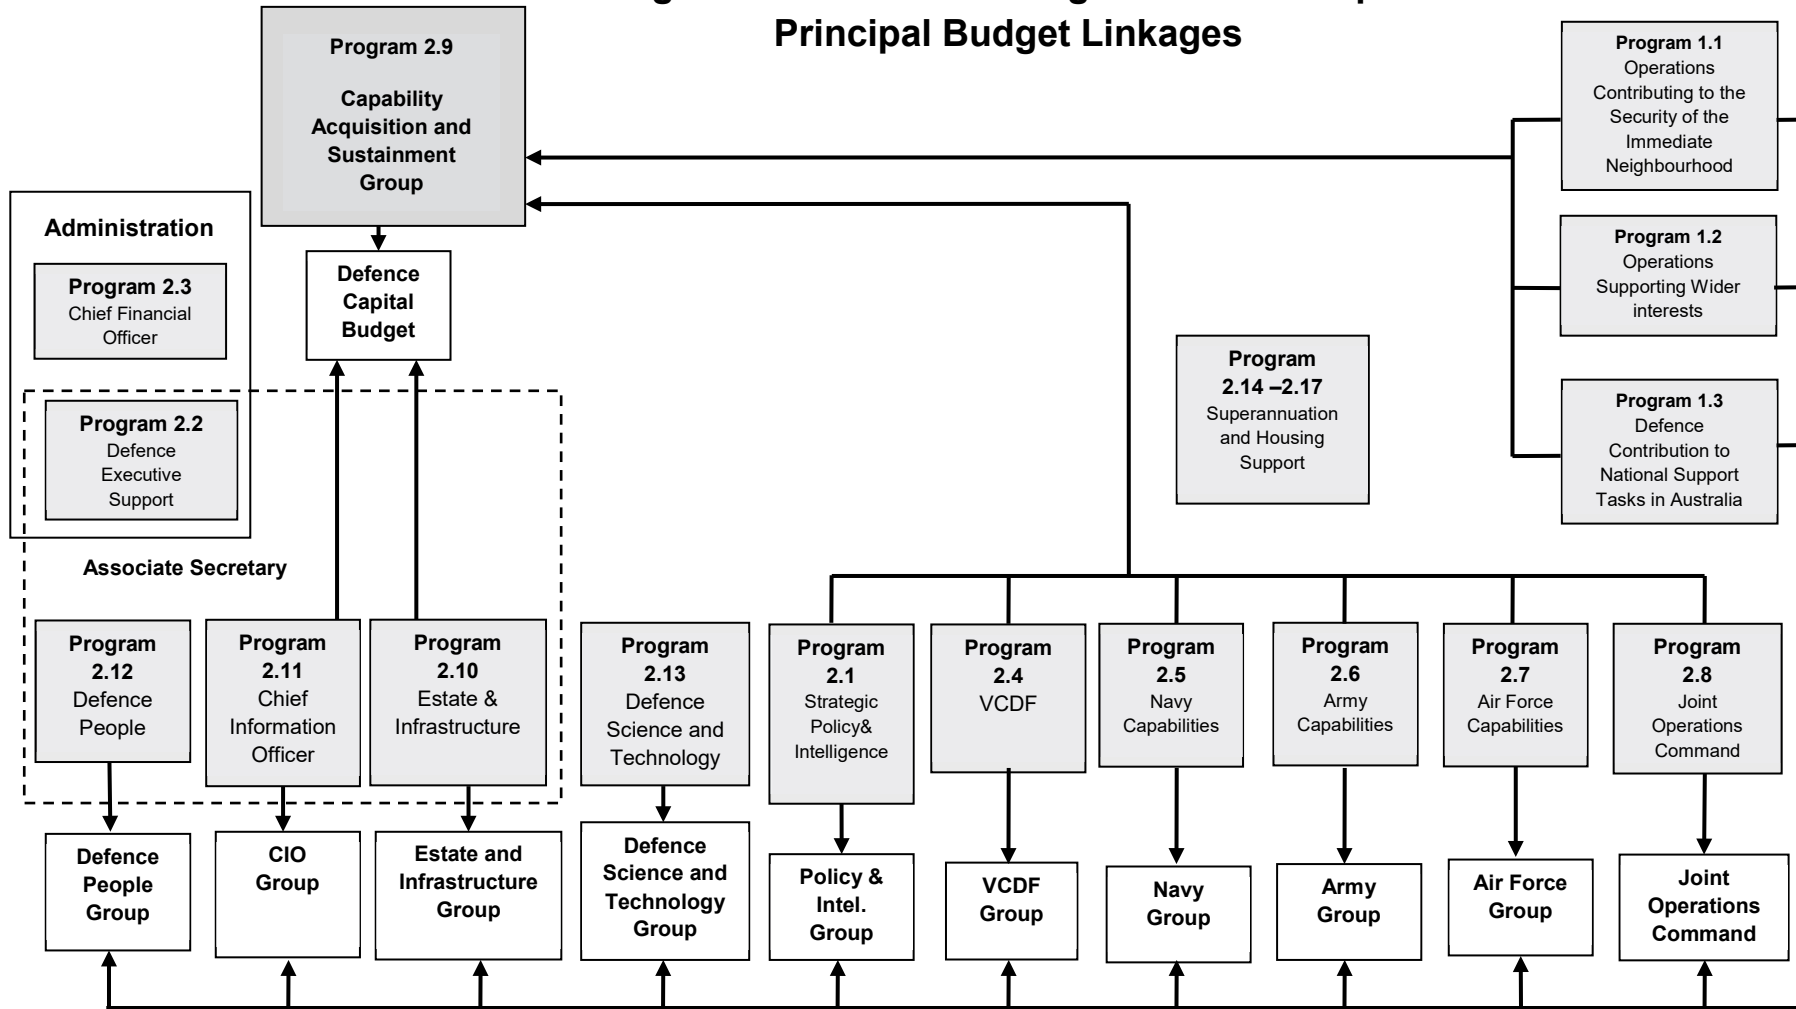 Principal Budget Linkages
Program 2.9
Capability
Acquisition and
Sustainment
Group
Program 1.1
Operations
Contributing to the
Security of the
Immediate
Neighbourhood
Administration
Program 2.3
Chief Financial
Officer
Defence
Capital
Budget
Program 1.2
Operations
Supporting Wider
interests
Program
2.14 –2.17
Superannuation
and Housing
Support
Program 1.3
Defence
Contribution to
National Support
Tasks in Australia
Program 2.2
Defence
Executive
Support
Associate Secretary
Program
2.12
Defence
People
Program
2.11
Chief
Information
Officer
Program
2.10
Estate &
Infrastructure
Program
2.13
Defence
Science and
Technology
Program
2.1
Strategic
Policy&
Intelligence
Program
2.4
VCDF
Program
2.5
Navy
Capabilities
Program
2.6
Army
Capabilities
Program
2.7
Air Force
Capabilities
Program
2.8
Joint
Operations
Command
Defence
People
Group
CIO
Group
Estate and
Infrastructure
Group
Defence
Science and
Technology
Group
Policy &
Intel.
Group
VCDF
Group
Navy
Group
Army
Group
Air Force
Group
Joint
Operations
Command